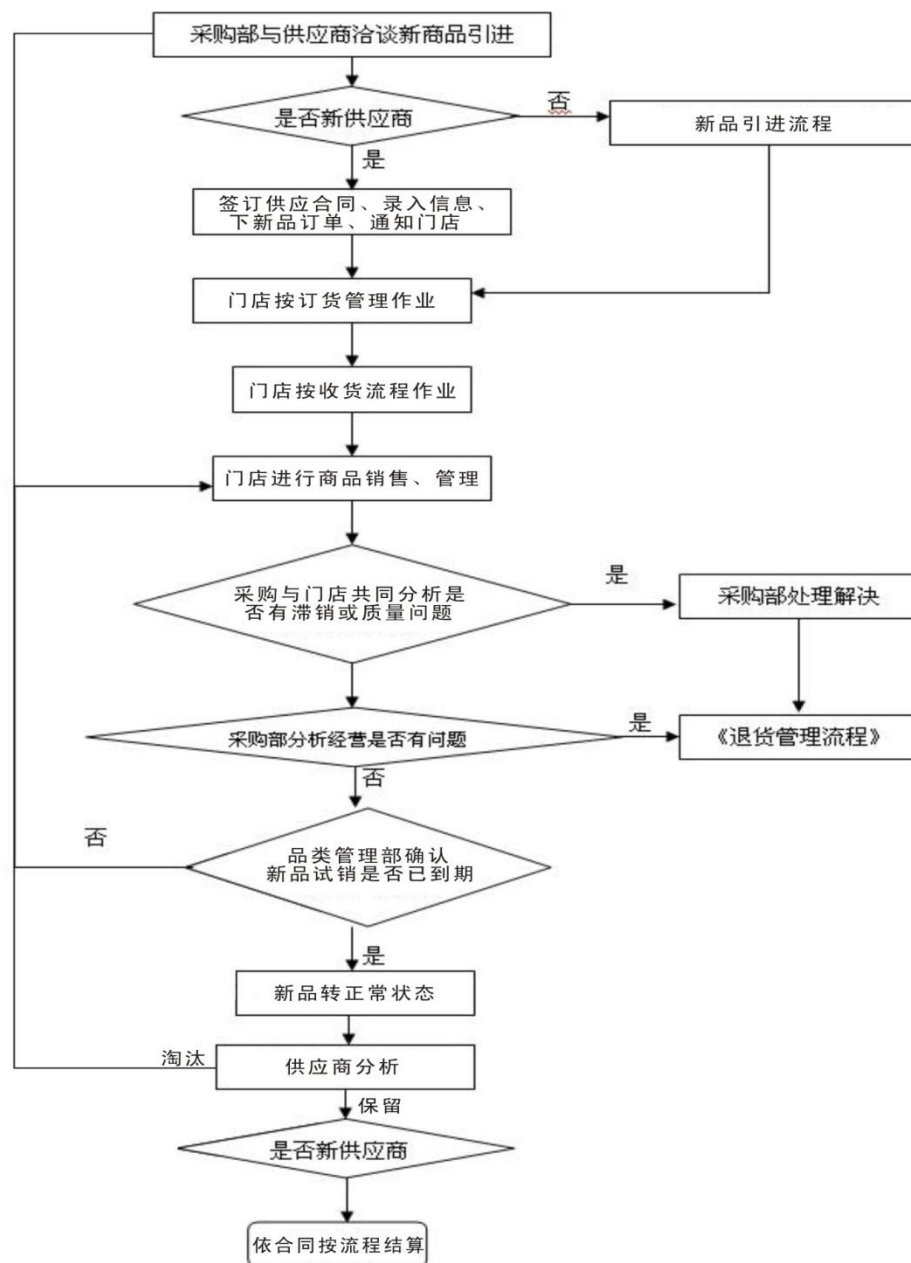 采购部与供应商洽谈新商品引进
是否新供应商
否
新品引进流程
是
签订供应合同、录入信息、
下新品订单、通知门店
门店按订货管理作业
门店按收货流程作业
门店进行商品销售、管理
采购与门店共同分析是
否有滞销或质量问题
是
采购部处理解决
采购部分析经营是否有问题
是
《退货管理流程》
否
否
品类管理部确认
新品试销是否已到期
是
新品转正常状态
淘汰
供应商分析
保留
是否新供应商
依合同按流程结算